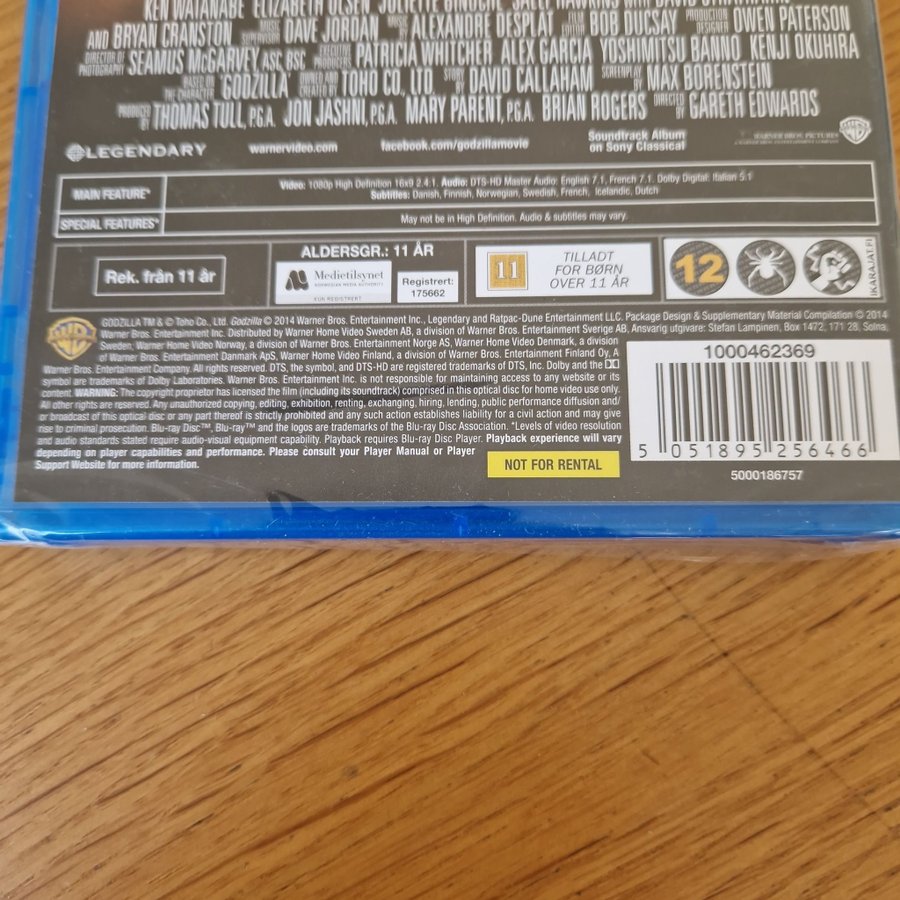 KEN WATANABE ELIZABETH OLSEN JULIETTE BINOCHE SALLY HAWKINS WITH DAVID STRATHAIRN
AND BRYAN CRANSTON MUSIC SUPERVISOR DAVE JORDAN MUSIC BY ALEXANDRE DESPLAT FILM EDITOR BOB DUCSAY PRODUCTION DESIGNER OWEN PATERSON
DIRECTOR OF PHOTOGRAPHY SEAMUS McGARVEY, ASC, BSC EXECUTIVE PRODUCERS PATRICIA WHITCHER ALEX GARCIA YOSHIMITSU BANNO KENJI OKUHIRA
BASED ON THE CHARACTER "GODZILLA" OWNED AND CREATED BY TOHO CO., LTD. STORY BY DAVID CALLAHAM SCREENPLAY BY MAX BORENSTEIN
PRODUCED BY THOMAS TULL, P.G.A. JON JASHNI, P.G.A. MARY PARENT, P.G.A. BRIAN ROGERS DIRECTED BY GARETH EDWARDS
LEGENDARY warnervideo.com facebook.com/godzillamovie Soundtrack Album on Sony Classical WARNER BROS. PICTURES
MAIN FEATURE* Video: 1080p High Definition 16x9 2.4:1. Audio: DTS-HD Master Audio: English 7.1, French 7.1. Dolby Digital: Italian 5.1
Subtitles: Danish, Finnish, Norwegian, Swedish, French, Icelandic, Dutch
SPECIAL FEATURES* May not be in High Definition. Audio & subtitles may vary.
Rek. från 11 år
ALDERSGR.: 11 ÅR
Medietilsynet
NORWEGIAN MEDIA AUTHORITY
KUN REGISTRERT
Registrert:
175662
11
TILLADT
FOR BØRN
OVER 11 ÅR
12
IKARAJAT.FI
GODZILLA TM & © Toho Co., Ltd. Godzilla © 2014 Warner Bros. Entertainment Inc., Legendary and Ratpac-Dune Entertainment LLC. Package Design & Supplementary Material Compilation © 2014
Warner Bros. Entertainment Inc. Distributed by Warner Home Video Sweden AB, a division of Warner Bros. Entertainment Sverige AB. Ansvarig utgivare: Stefan Lampinen, Box 1472, 171 28, Solna,
Sweden, Warner Home Video Norway, a division of Warner Bros. Entertainment Norge AS, Warner Home Video Denmark, a division
of Warner Bros. Entertainment Danmark ApS, Warner Home Video Finland, a division of Warner Bros. Entertainment Finland Oy, A
Warner Bros. Entertainment Company. All rights reserved. DTS, the symbol, and DTS-HD are registered trademarks of DTS, Inc. Dolby and the
symbol are trademarks of Dolby Laboratories. Warner Bros. Entertainment Inc. is not responsible for maintaining access to any website or its
content. WARNING: The copyright proprietor has licensed the film (including its soundtrack) comprised in this optical disc for home video use only.
All other rights are reserved. Any unauthorized copying, editing, exhibition, renting, exchanging, hiring, lending, public performance diffusion and/
or broadcast of this optical disc or any part thereof is strictly prohibited and any such action establishes liability for a civil action and may give
rise to criminal prosecution. Blu-ray Disc™, Blu-ray™ and the logos are trademarks of the Blu-ray Disc Association. *Levels of video resolution
and audio standards stated require audio-visual equipment capability. Playback requires Blu-ray Disc Player. Playback experience will vary
depending on player capabilities and performance. Please consult your Player Manual or Player
Support Website for more information.
NOT FOR RENTAL
1000462369
5 051895 256466
5000186757